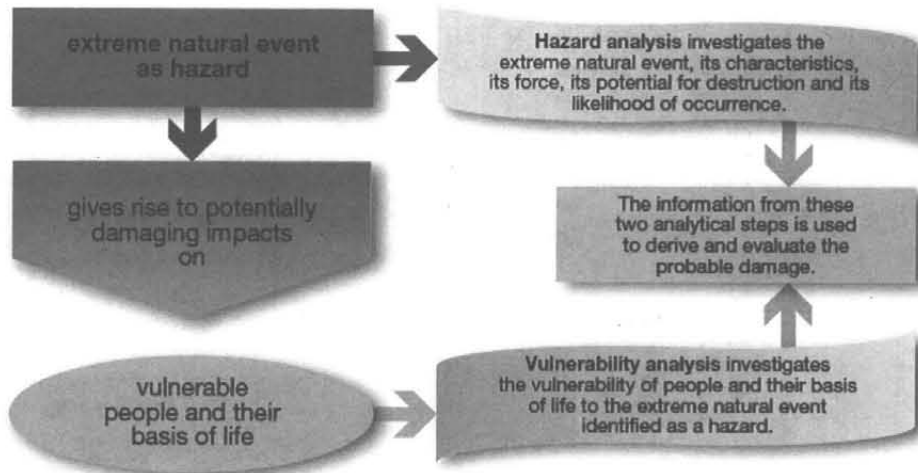 extreme natural event
as hazard
Hazard analysis investigates the
extreme natural event, its characteristics,
its force, its potential for destruction and its
likelihood of occurrence.
gives rise to potentially
damaging impacts
on
The information from these
two analytical steps is used
to derive and evaluate the
probable damage.
vulnerable
people and their
basis of life
Vulnerability analysis investigates
the vulnerability of people and their basis
of life to the extreme natural event
identified as a hazard.